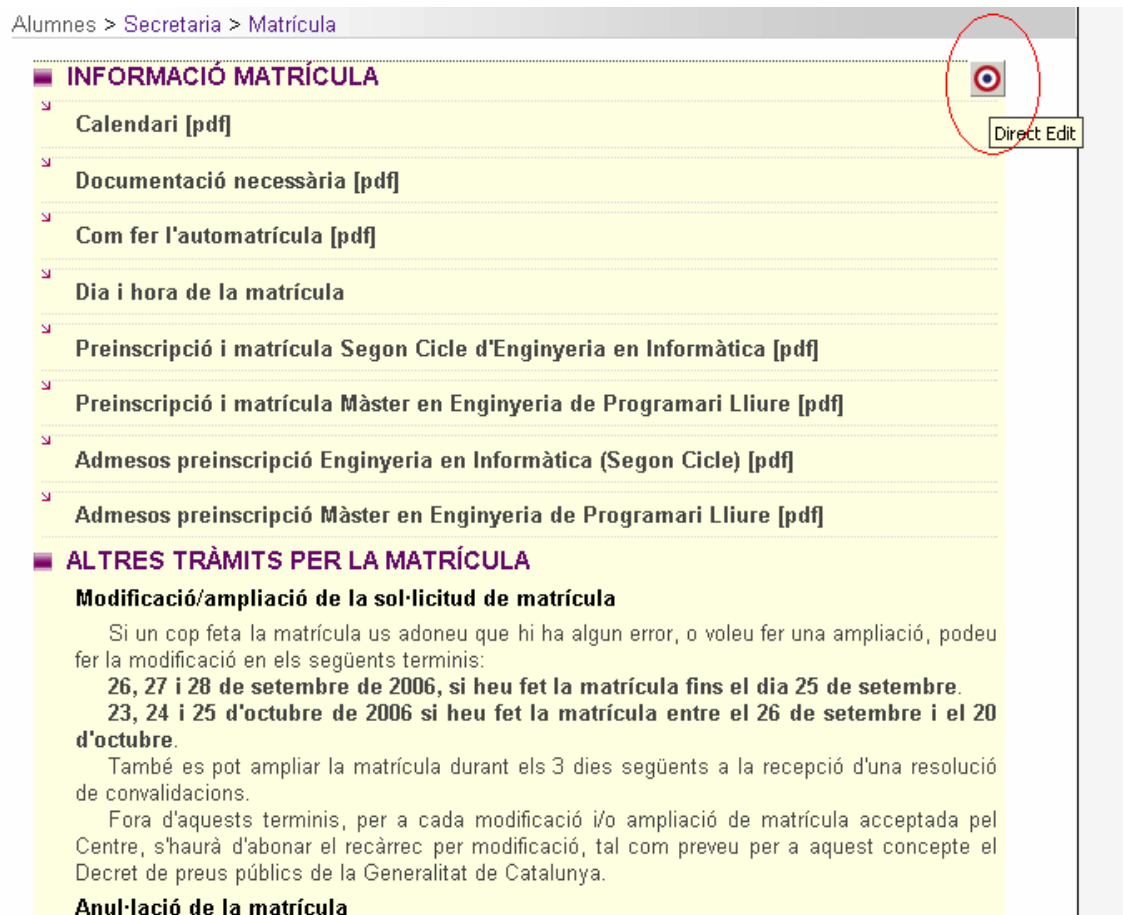 Alumnes > Secretaria > Matrícula
INFORMACIÓ MATRÍCULA
Direct Edit
Calendari [pdf]
Documentació necessària [pdf]
Com fer l'automatrícula [pdf]
Dia i hora de la matrícula
Preinscripció i matrícula Segon Cicle d'Enginyeria en Informàtica [pdf]
Preinscripció i matrícula Màster en Enginyeria de Programari Lliure [pdf]
Admesos preinscripció Enginyeria en Informàtica (Segon Cicle) [pdf]
Admesos preinscripció Màster en Enginyeria de Programari Lliure [pdf]
ALTRES TRÀMITS PER LA MATRÍCULA
Modificació/ampliació de la sol·licitud de matrícula
Si un cop feta la matrícula us adoneu que hi ha algun error, o voleu fer una ampliació, podeu
fer la modificació en els següents terminis:
26, 27 i 28 de setembre de 2006, si heu fet la matrícula fins el dia 25 de setembre.
23, 24 i 25 d'octubre de 2006 si heu fet la matrícula entre el 26 de setembre i el 20
d'octubre.
També es pot ampliar la matrícula durant els 3 dies següents a la recepció d'una resolució
de convalidacions.
Fora d'aquests terminis, per a cada modificació i/o ampliació de matrícula acceptada pel
Centre, s'haurà d'abonar el recàrrec per modificació, tal com preveu per a aquest concepte el
Decret de preus públics de la Generalitat de Catalunya.
Anul·lació de la matrícula